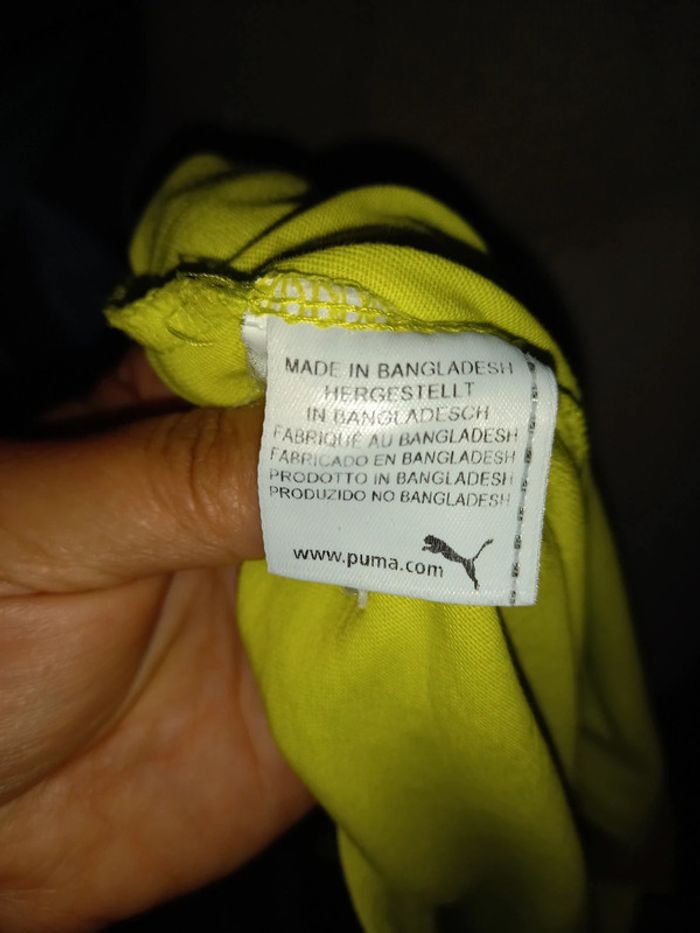 MADE IN BANGLADESH
HERGESTELLT
IN BANGLADESCH
FABRIQUÉ AU BANGLADESH
FABRICADO EN BANGLADESH
PRODOTTO IN BANGLADESH
PRODUZIDO NO BANGLADESH
www.puma.com